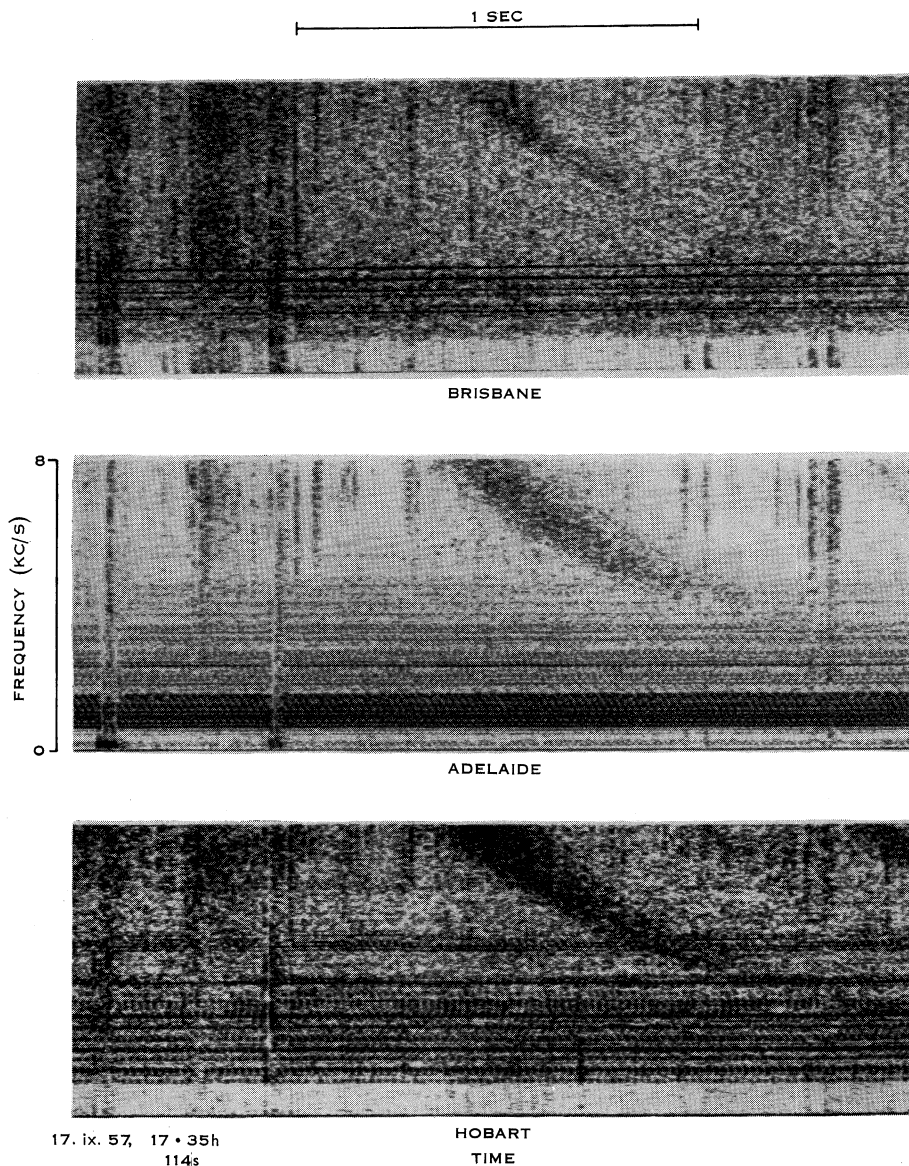 1 SEC
BRISBANE
8
FREQUENCY (KC/S)
0
ADELAIDE
HOBART
17. ix. 57, 17 • 35h
114s
TIME